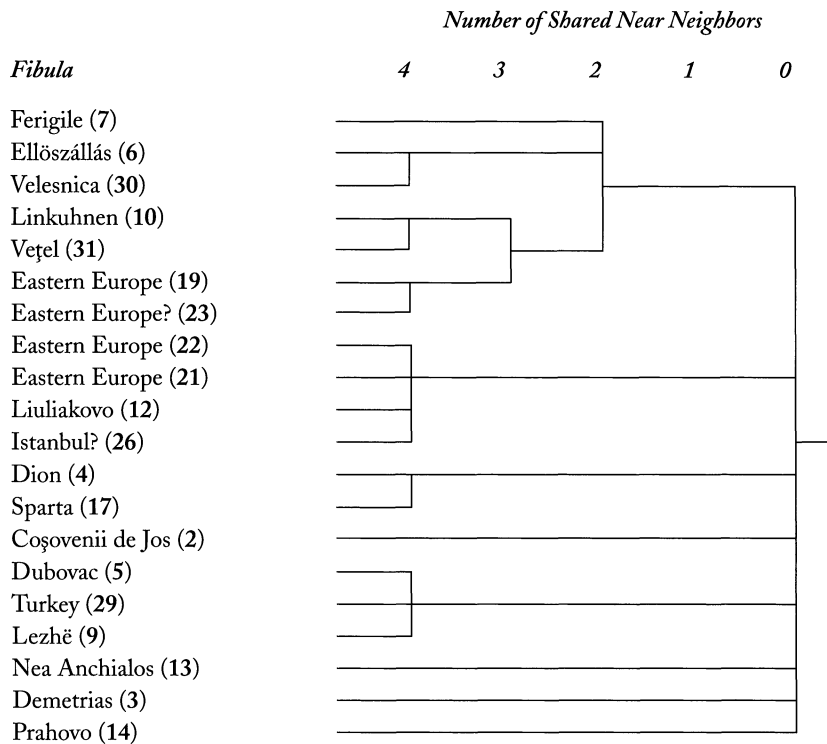 Number of Shared Near Neighbors
Fibula 4 3 2 1 0
Ferigile (7)
Ellöszállás (6)
Velesnica (30)
Linkuhnen (10)
Veţel (31)
Eastern Europe (19)
Eastern Europe? (23)
Eastern Europe (22)
Eastern Europe (21)
Liuliakovo (12)
Istanbul? (26)
Dion (4)
Sparta (17)
Coşovenii de Jos (2)
Dubovac (5)
Turkey (29)
Lezhë (9)
Nea Anchialos (13)
Demetrias (3)
Prahovo (14)